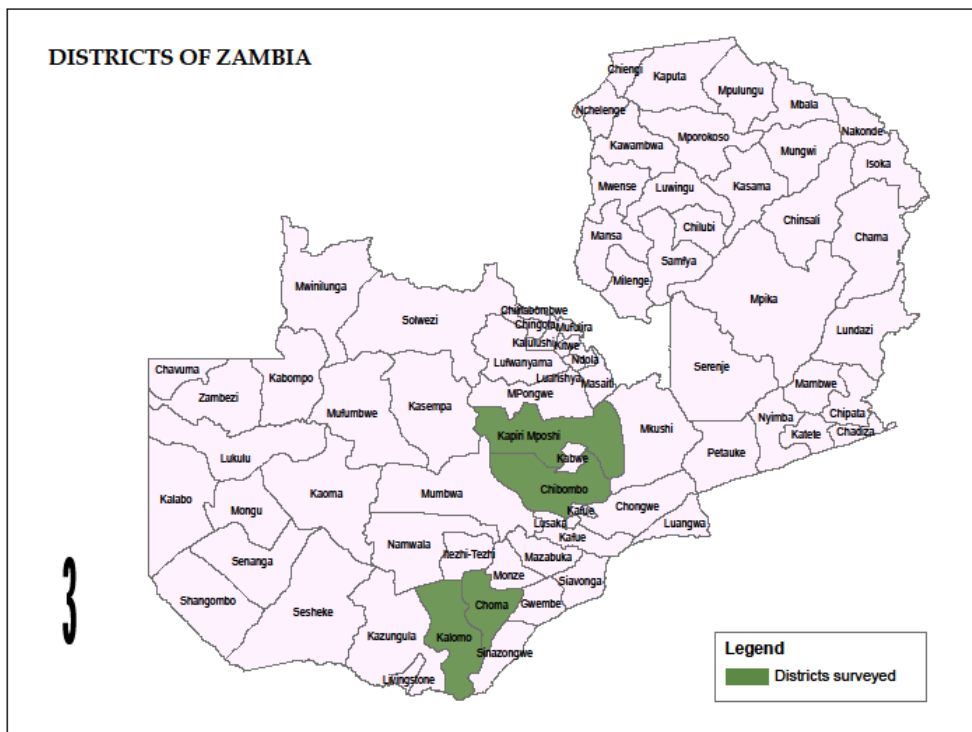 DISTRICTS OF ZAMBIA
Chiengi
Kaputa
Mpulungu
Mbala
Nchelenge
Mporokoso
Nakonde
Kawambwa
Mungwi
Isoka
Mwense
Luwingu
Kasama
Chinsali
Chilubi
Mansa
Chama
Samfya
Milenge
Mwinilunga
Mpika
Solwezi
Chililabombwe
Chingola
Mufulira
Lundazi
Kalulushi
Kitwe
Lufwanyama
Ndola
Serenje
Chavuma
Kabompo
Luanshya
Masaiti
Mambwe
Zambezi
Kasempa
MPongwe
Mufumbwe
Nyimba
Chipata
Mkushi
Katete
Chadiza
Kapiri Mposhi
Petauke
Lukulu
Kabwe
Kalabo
Kaoma
Mumbwa
Chibombo
Mongu
Kafue
Chongwe
Lusaka
Luangwa
Kafue
Namwala
Itezhi-Tezhi
Mazabuka
Senanga
Monze
Siavonga
Shangombo
Sesheke
Choma
Gwembe
Kazungula
Kalomo
Sinazongwe
Livingstone
3
Legend
Districts surveyed